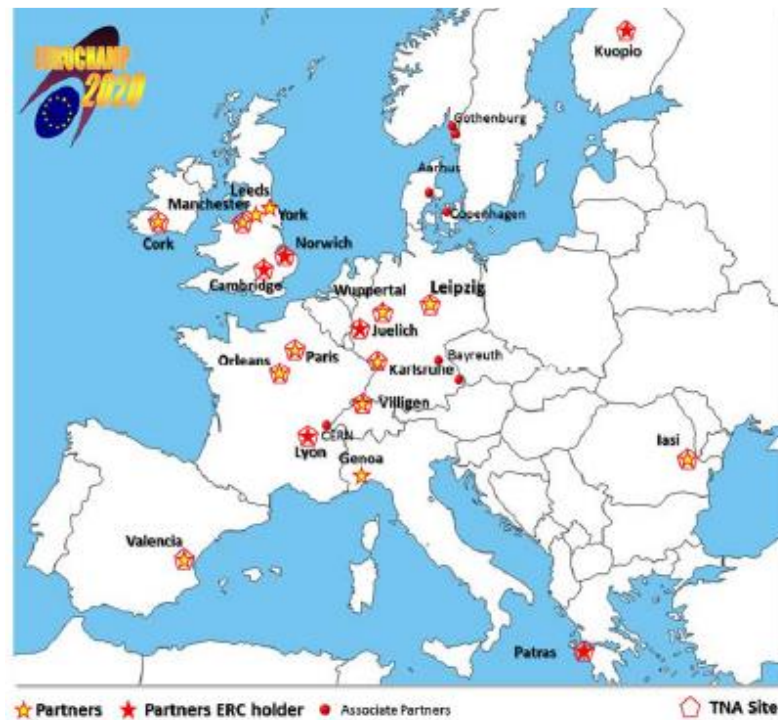 EUROCHAMP
2020
Kuopio
Gothenburg
Aarhus
Copenhagen
Leeds
Manchester
York
Cork
Norwich
Cambridge
Wuppertal
Leipzig
Juelich
Bayreuth
Paris
Karlsruhe
Orleans
Villigen
CERN
Lyon
Genoa
Iasi
Valencia
Patras
Partners
Partners ERC holder
Associate Partners
TNA Site